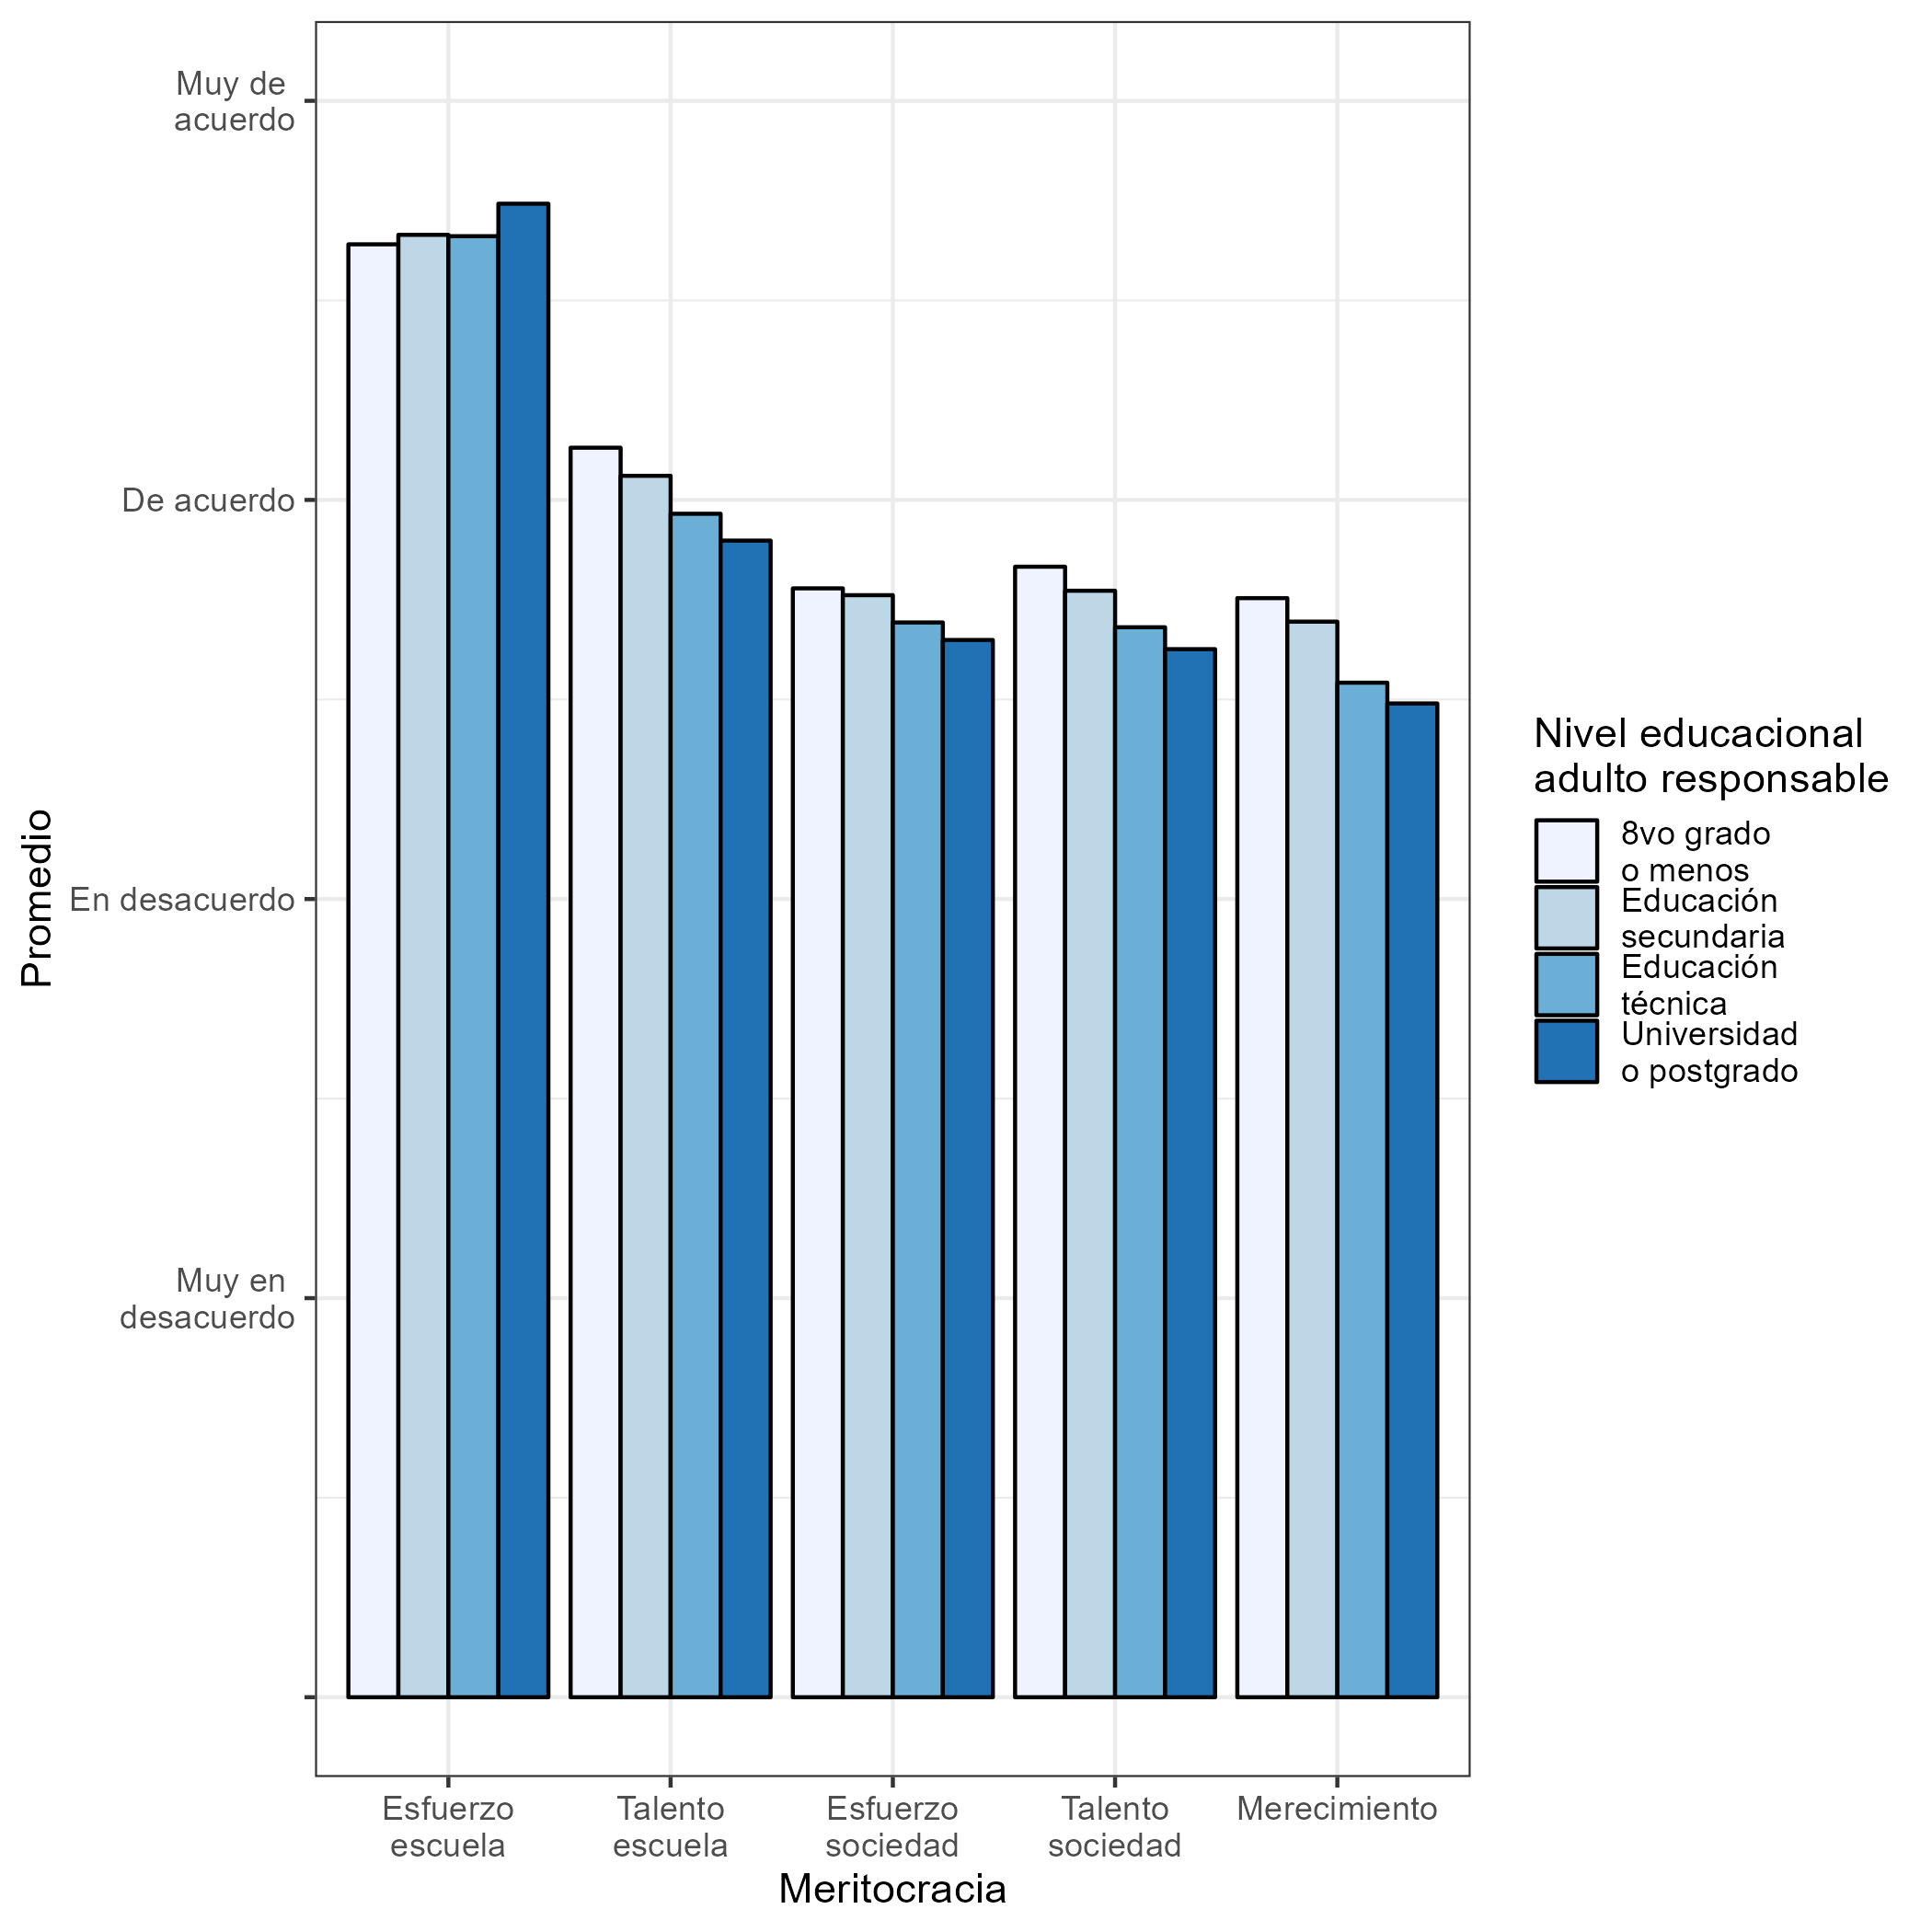 Muy de
acuerdo
De acuerdo
En desacuerdo
Muy en
desacuerdo
Promedio
Esfuerzo
escuela
Talento
escuela
Esfuerzo
sociedad
Talento
sociedad
Merecimiento
Meritocracia
Nivel educacional
adulto responsable
8vo grado
o menos
Educación
secundaria
Educación
técnica
Universidad
o postgrado